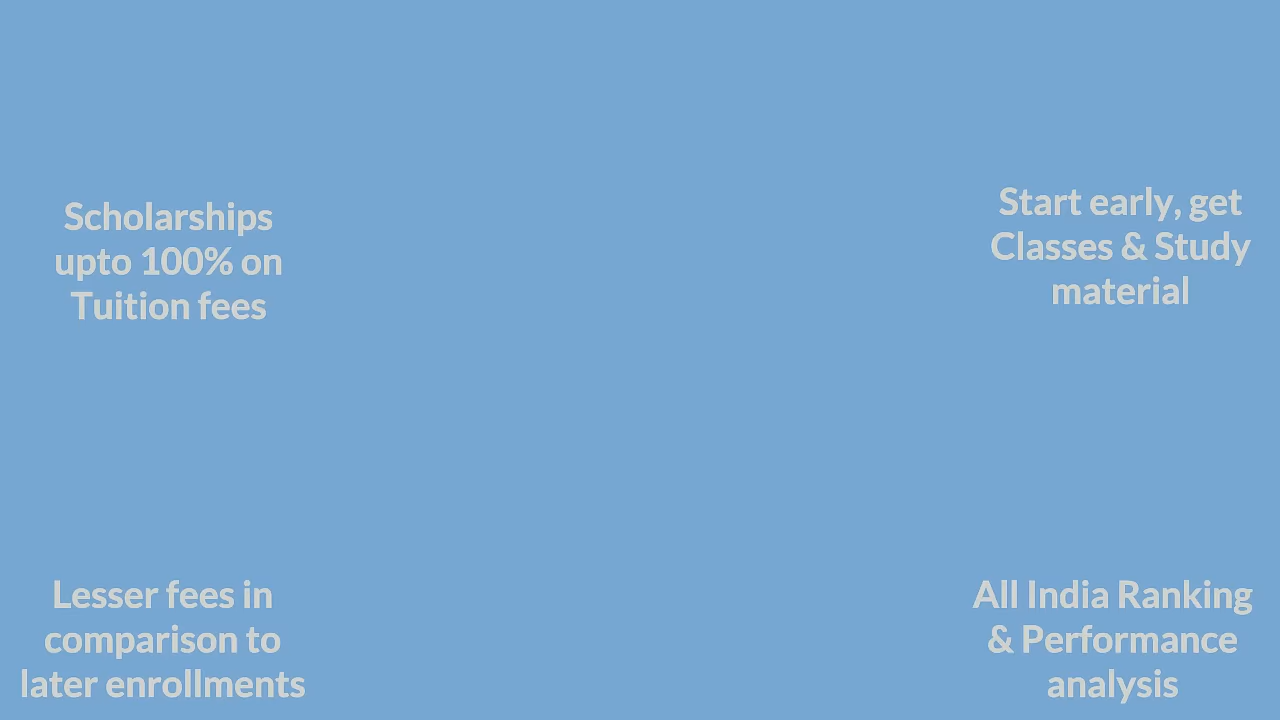 Scholarships
upto 100% on
Tuition fees
Start early, get
Classes & Study
material
Lesser fees in
comparison to
later enrollments
All India Ranking
& Performance
analysis